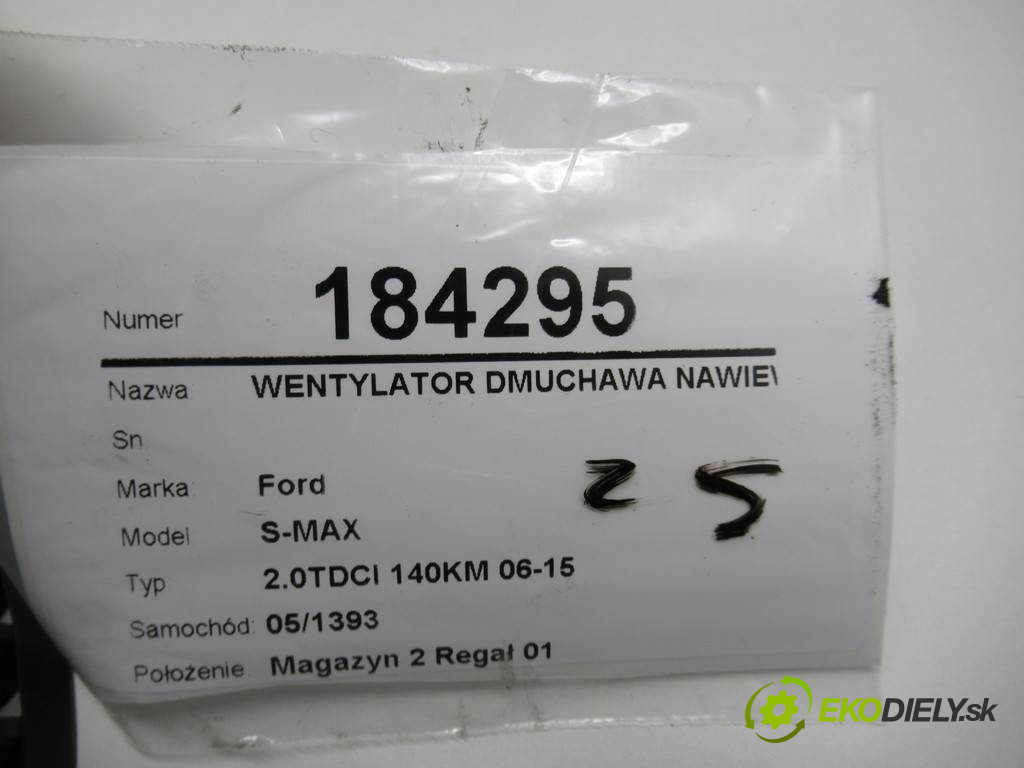 Numer 184295
Nazwa WENTYLATOR DMUCHAWA NAWIEV
Sn
Marka Ford
Model S-MAX
Typ 2.0TDCI 140KM 06-15
Samochód: 05/1393
Położenie Magazyn 2 Regał 01
25
EKODIELY.sk